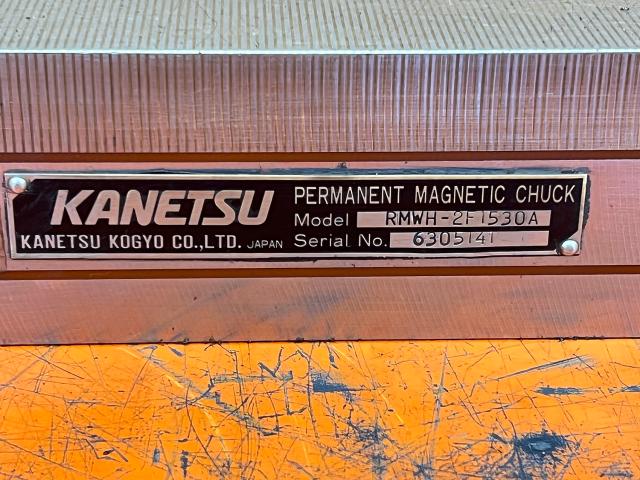 KANETSU
KANETSU KOGYO CO.,LTD. JAPAN
PERMANENT MAGNETIC CHUCK
Model RMWH-2F1530A
Serial No. 6305141